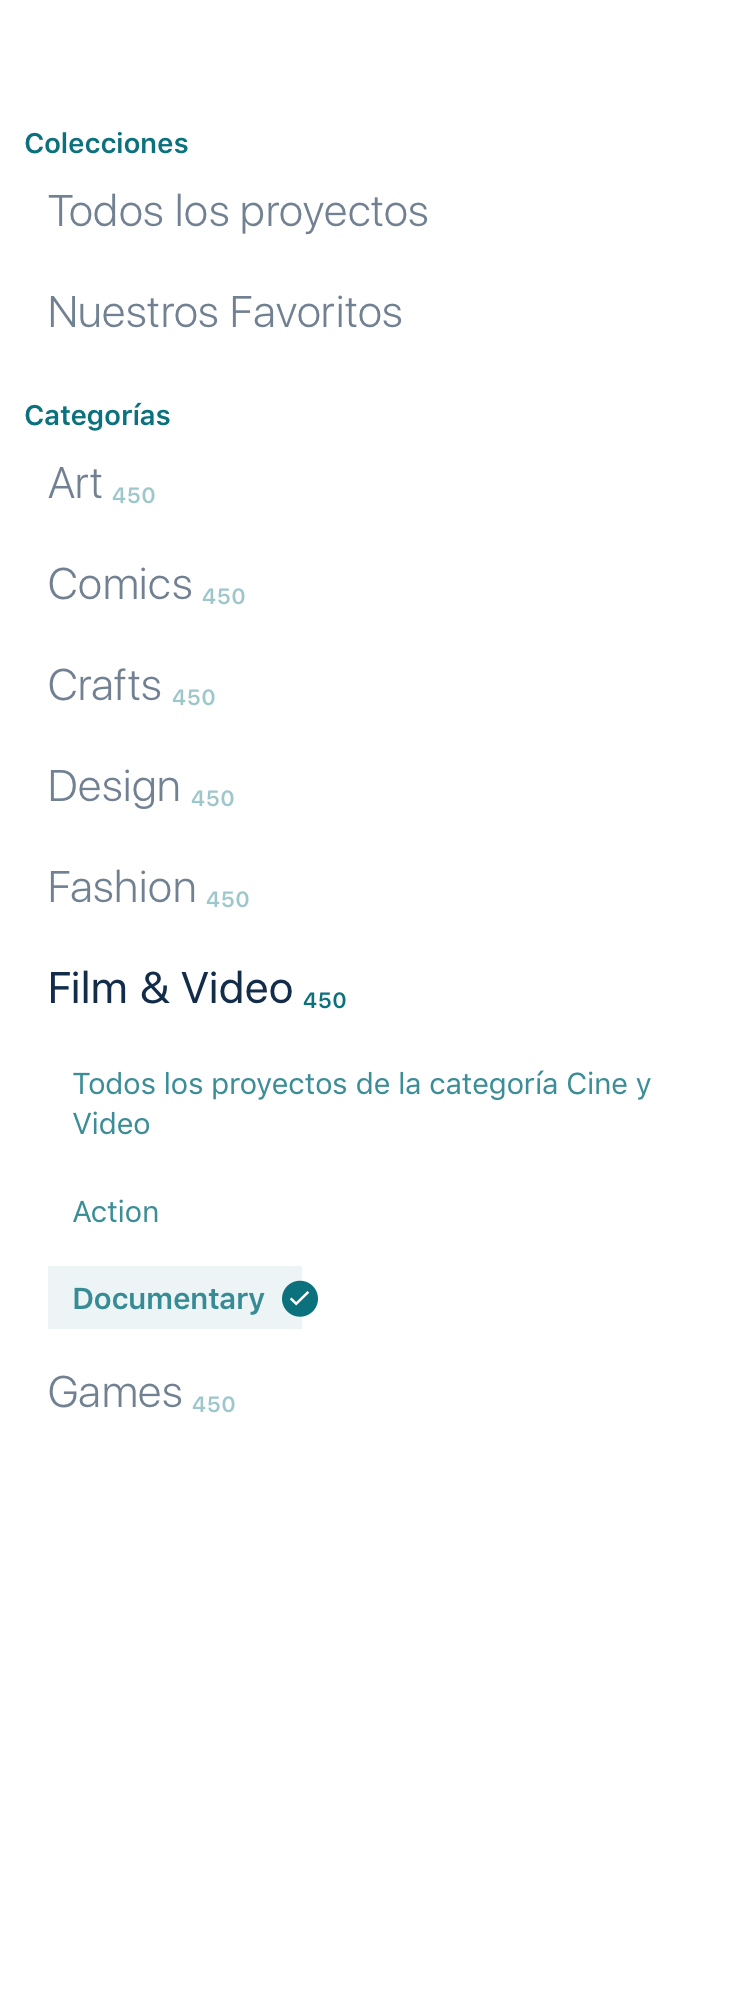 Colecciones
Todos los proyectos
Nuestros Favoritos
Categorías
Art 450
Comics 450
Crafts 450
Design 450
Fashion 450
Film & Video 450
Todos los proyectos de la categoría Cine y
Video
Action
Documentary
Games 450